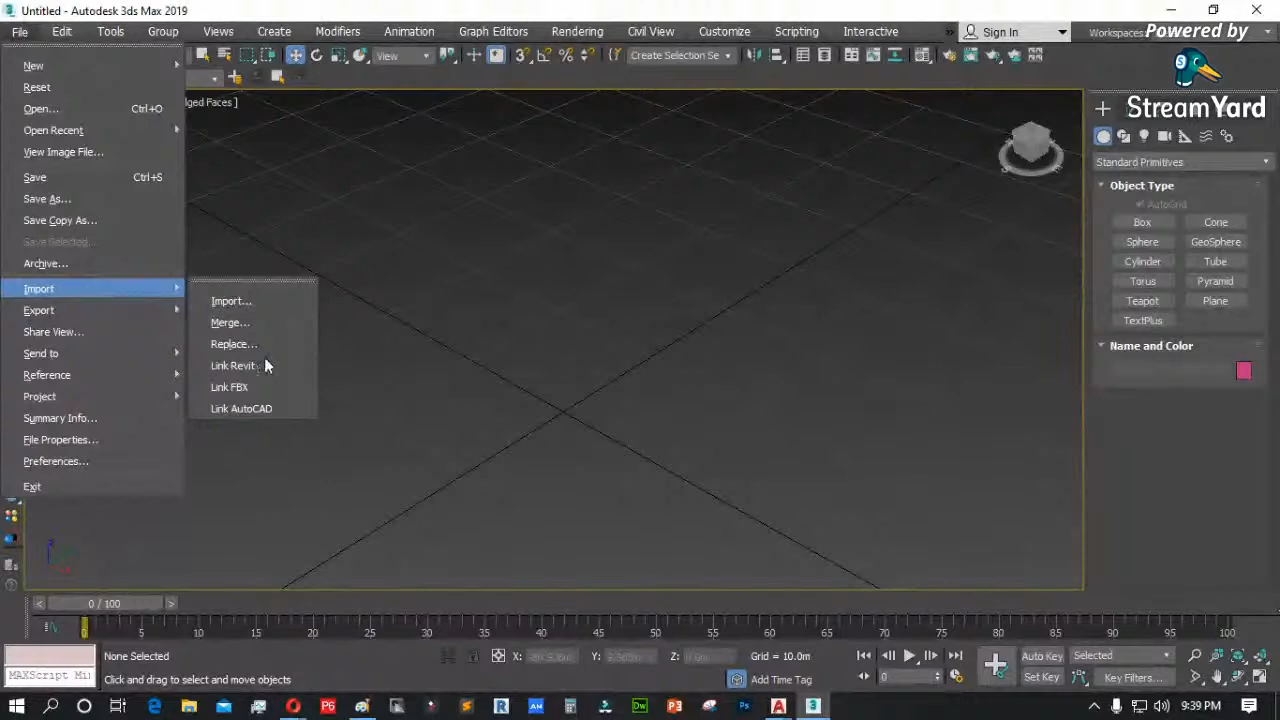 Untitled - Autodesk 3ds Max 2019
File Edit Tools Group Views Create Modifiers Animation Graph Editors Rendering Civil View Customize Scripting Interactive » Sign In Workspaces:
Powered by
StreamYard
View
Create Selection Se
New
Reset
Open... Ctrl+O
Open Recent
View Image File...
Save Ctrl+S
Save As...
Save Copy As...
Save Selected...
Archive...
Import
Export
Share View...
Send to
Reference
Project
Summary Info...
File Properties...
Preferences...
Exit
Import...
Merge...
Replace...
Link Revit
Link FBX
Link AutoCAD
dged Faces ]
Standard Primitives
Object Type
AutoGrid
Box Cone
Sphere GeoSphere
Cylinder Tube
Torus Pyramid
Teapot Plane
TextPlus
Name and Color
< 0 / 100 >
0 5 10 15 20 25 30 35 40 45 50 55 60 65 70 75 80 85 90 95 100
None Selected X: Y: Z: Grid = 10.0m
Auto Key Selected
MAXScript Mi
Click and drag to select and move objects
Add Time Tag
0
Set Key Key Filters...
9:39 PM